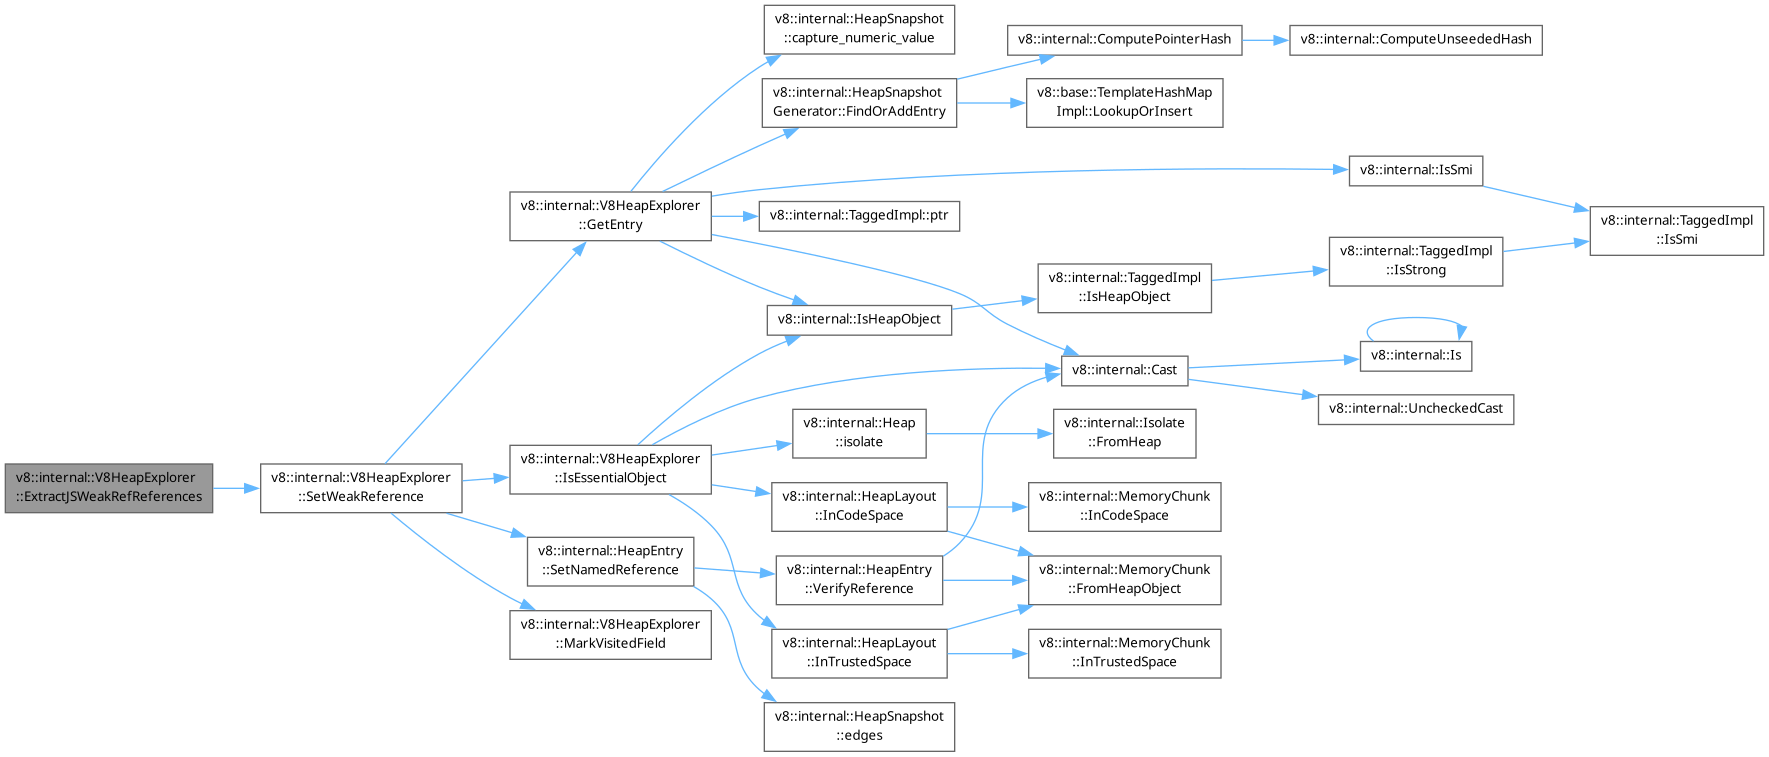 v8::internal::V8HeapExplorer
::ExtractJSWeakRefReferences
v8::internal::V8HeapExplorer
::SetWeakReference
v8::internal::V8HeapExplorer
::GetEntry
v8::internal::HeapSnapshot
::capture_numeric_value
v8::internal::HeapSnapshot
Generator::FindOrAddEntry
v8::internal::ComputePointerHash
v8::internal::ComputeUnseededHash
v8::base::TemplateHashMap
Impl::LookupOrInsert
v8::internal::IsSmi
v8::internal::TaggedImpl
::IsSmi
v8::internal::TaggedImpl::ptr
v8::internal::IsHeapObject
v8::internal::TaggedImpl
::IsHeapObject
v8::internal::TaggedImpl
::IsStrong
v8::internal::Cast
v8::internal::Is
v8::internal::UncheckedCast
v8::internal::V8HeapExplorer
::IsEssentialObject
v8::internal::Heap
::isolate
v8::internal::Isolate
::FromHeap
v8::internal::HeapLayout
::InCodeSpace
v8::internal::MemoryChunk
::InCodeSpace
v8::internal::HeapEntry
::SetNamedReference
v8::internal::HeapEntry
::VerifyReference
v8::internal::MemoryChunk
::FromHeapObject
v8::internal::V8HeapExplorer
::MarkVisitedField
v8::internal::HeapLayout
::InTrustedSpace
v8::internal::MemoryChunk
::InTrustedSpace
v8::internal::HeapSnapshot
::edges